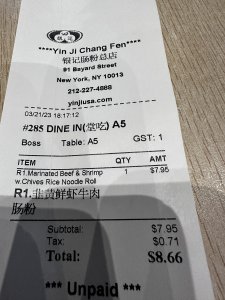 ****Yin Ji Chang Fen****
银记肠粉总店
91 Bayard Street
New York, NY 10013
212-227-4888
yinjiusa.com
03/21/23 18:17:12
#285 DINE IN(堂吃) A5
Boss Table: A5 GST: 1
ITEM QTY AMT
R1.Marinated Beef & Shrimp 1 $7.95
w.Chives Rice Noodle Roll
R1.韭黄鲜虾牛肉
肠粉
Subtotal: $7.95
Tax: $0.71
Total: $8.66
*** Unpaid ***